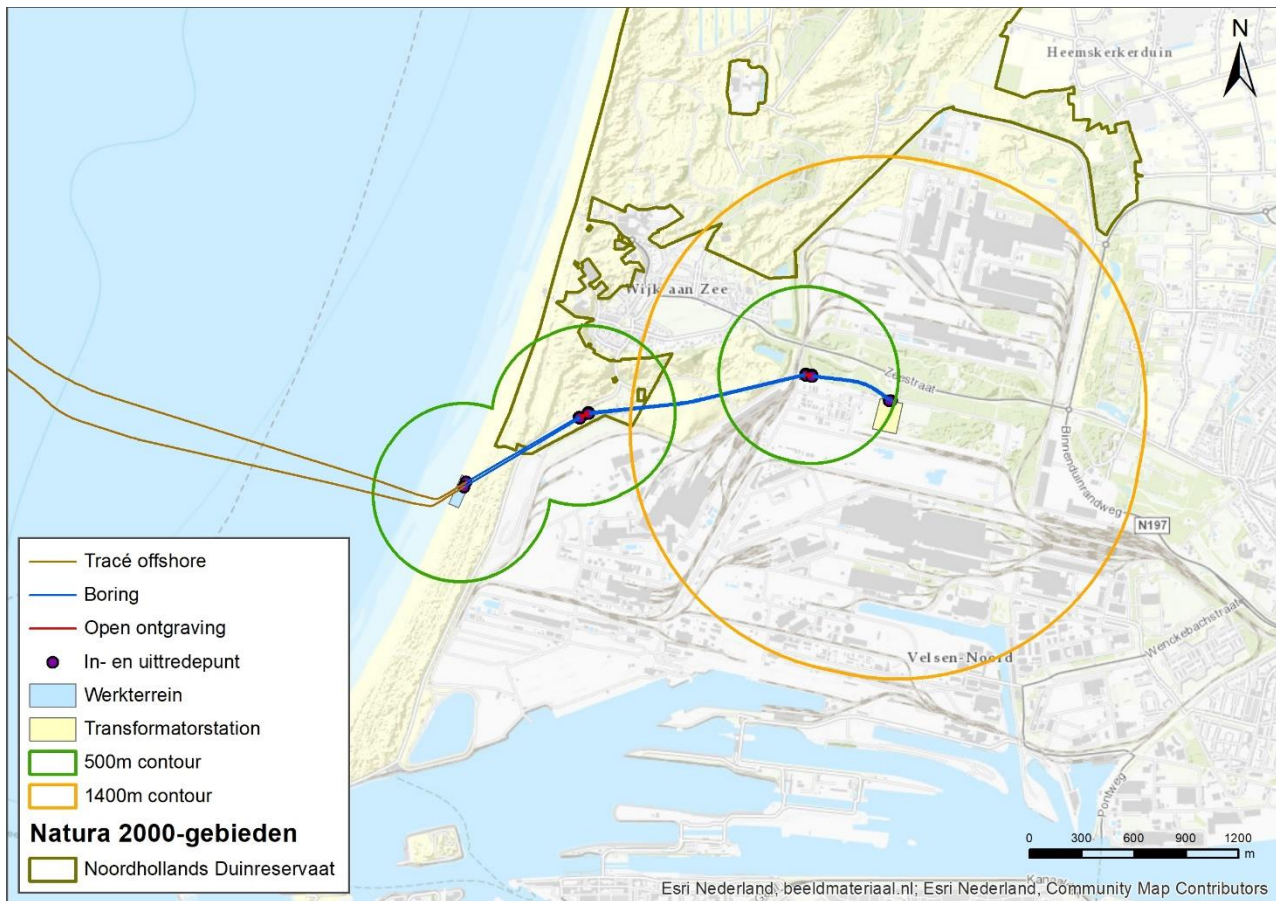 N
Heemskerkerduin
Wijk aan Zee
Zeestraat
Binnenduinrandweg
N197
Wenckebachstraat
Velsen-Noord
Pontweg
Tracé offshore
Boring
Open ontgraving
In- en uittredepunt
Werkterrein
Transformatorstation
500m contour
1400m contour
Natura 2000-gebieden
Noordhollands Duinreservaat
0 300 600 900 1200
m
Esri Nederland, beeldmateriaal.nl; Esri Nederland, Community Map Contributors